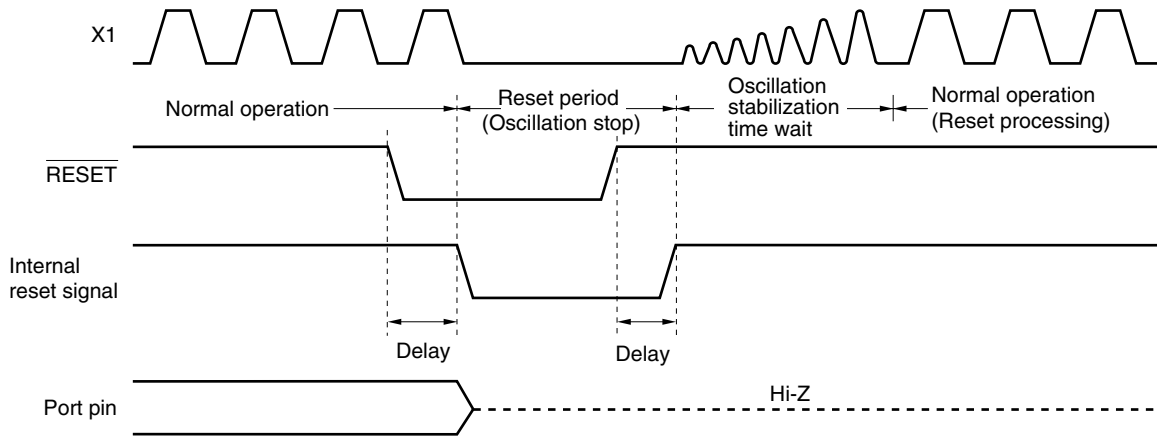 X1
Normal operation
Reset period
(Oscillation stop)
Oscillation
stabilization
time wait
Normal operation
(Reset processing)
RESET
Internal
reset signal
Delay
Delay
Port pin
Hi-Z